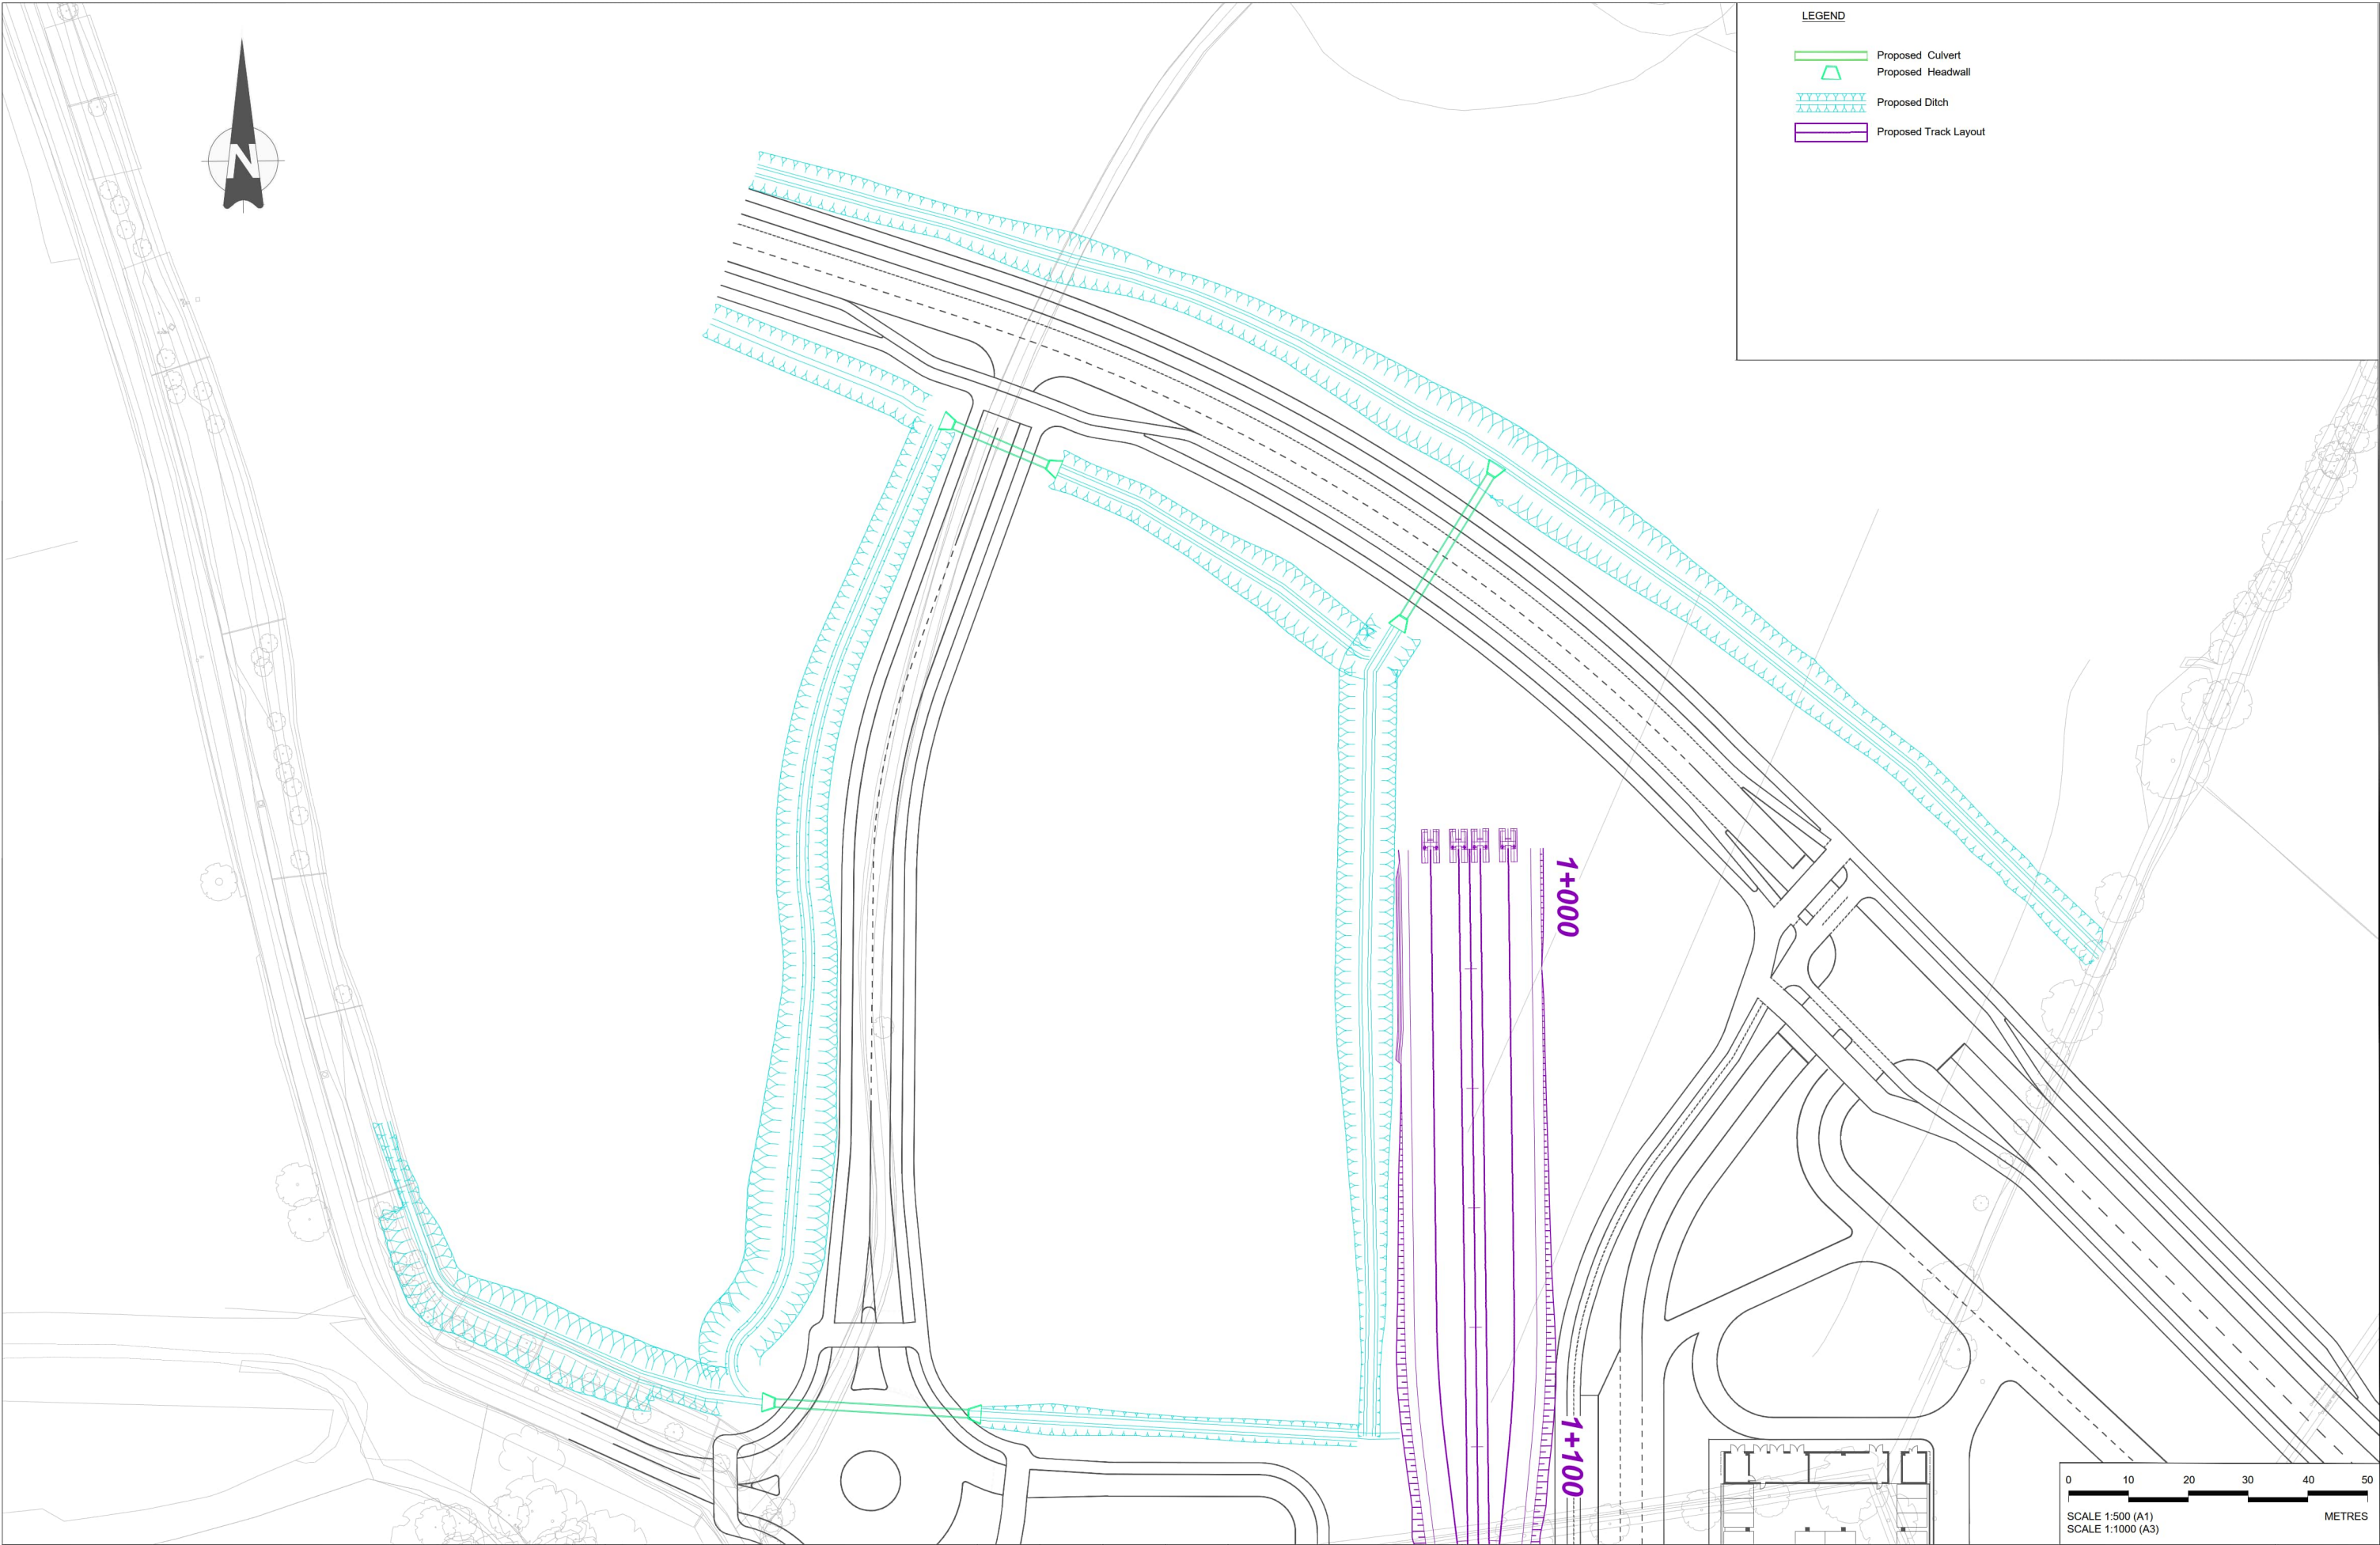 LEGEND
Proposed Culvert
Proposed Headwall
Proposed Ditch
Proposed Track Layout
N
1+000
1+100
0 10 20 30 40 50
SCALE 1:500 (A1)
METRES
SCALE 1:1000 (A3)